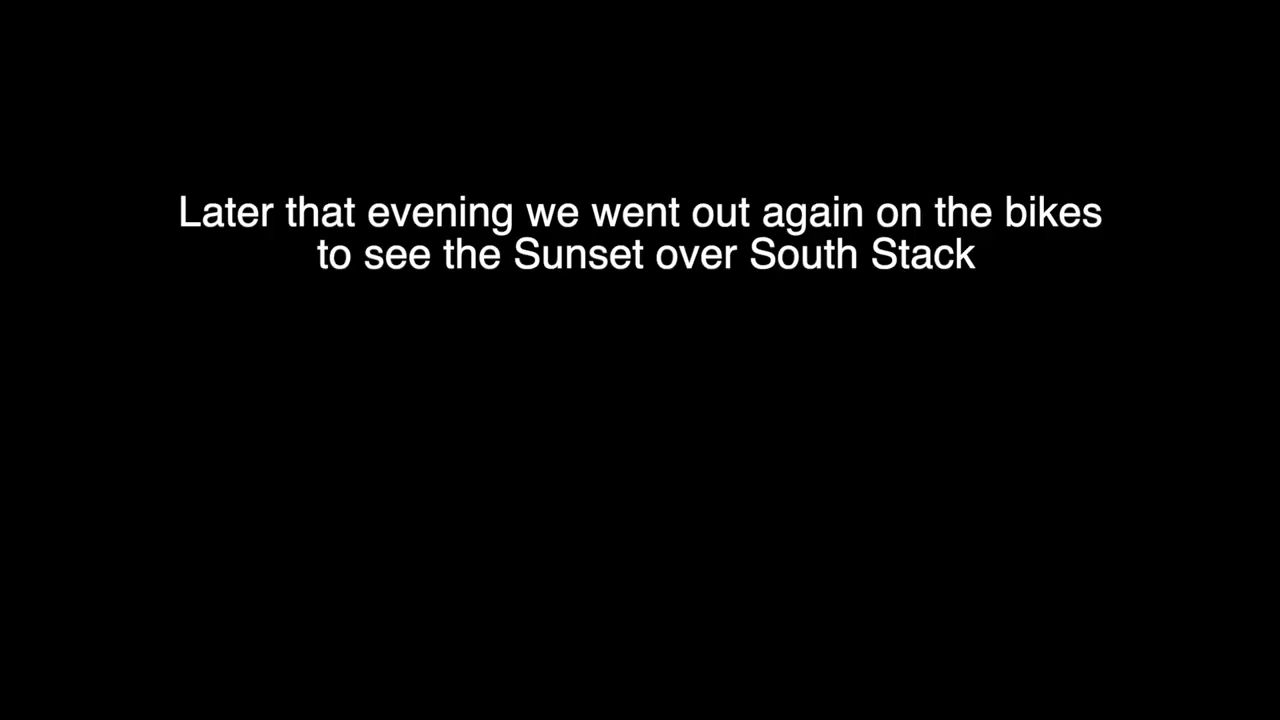 Later that evening we went out again on the bikes
to see the Sunset over South Stack